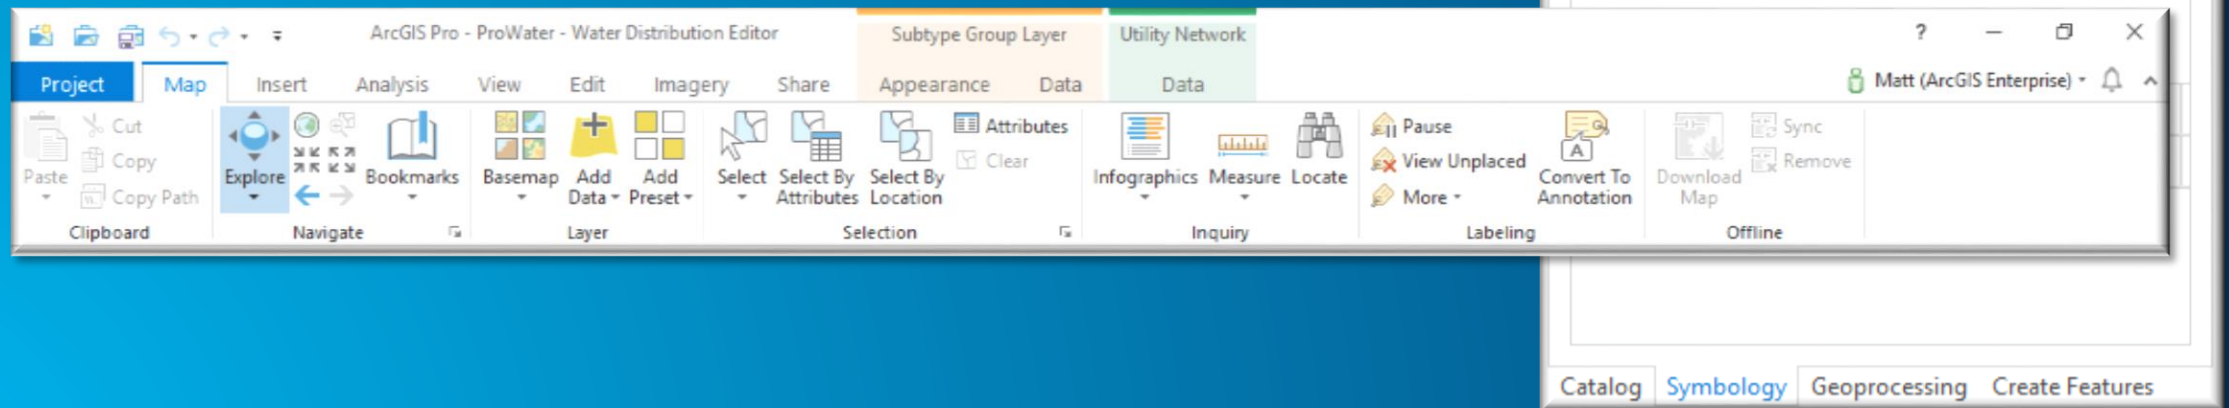 ArcGIS Pro - ProWater - Water Distribution Editor
Subtype Group Layer
Utility Network
?
Project Map Insert Analysis View Edit Imagery Share Appearance Data Data
Matt (ArcGIS Enterprise)
Paste
Cut
Copy
Copy Path
Clipboard
Explore
Bookmarks
Navigate
Basemap
Add
Data
Add
Preset
Layer
Select
Select By
Attributes
Select By
Location
Attributes
Clear
Selection
Infographics
Measure
Locate
Inquiry
Pause
View Unplaced
More
Convert To
Annotation
Labeling
Download
Map
Sync
Remove
Offline
Catalog Symbology Geoprocessing Create Features